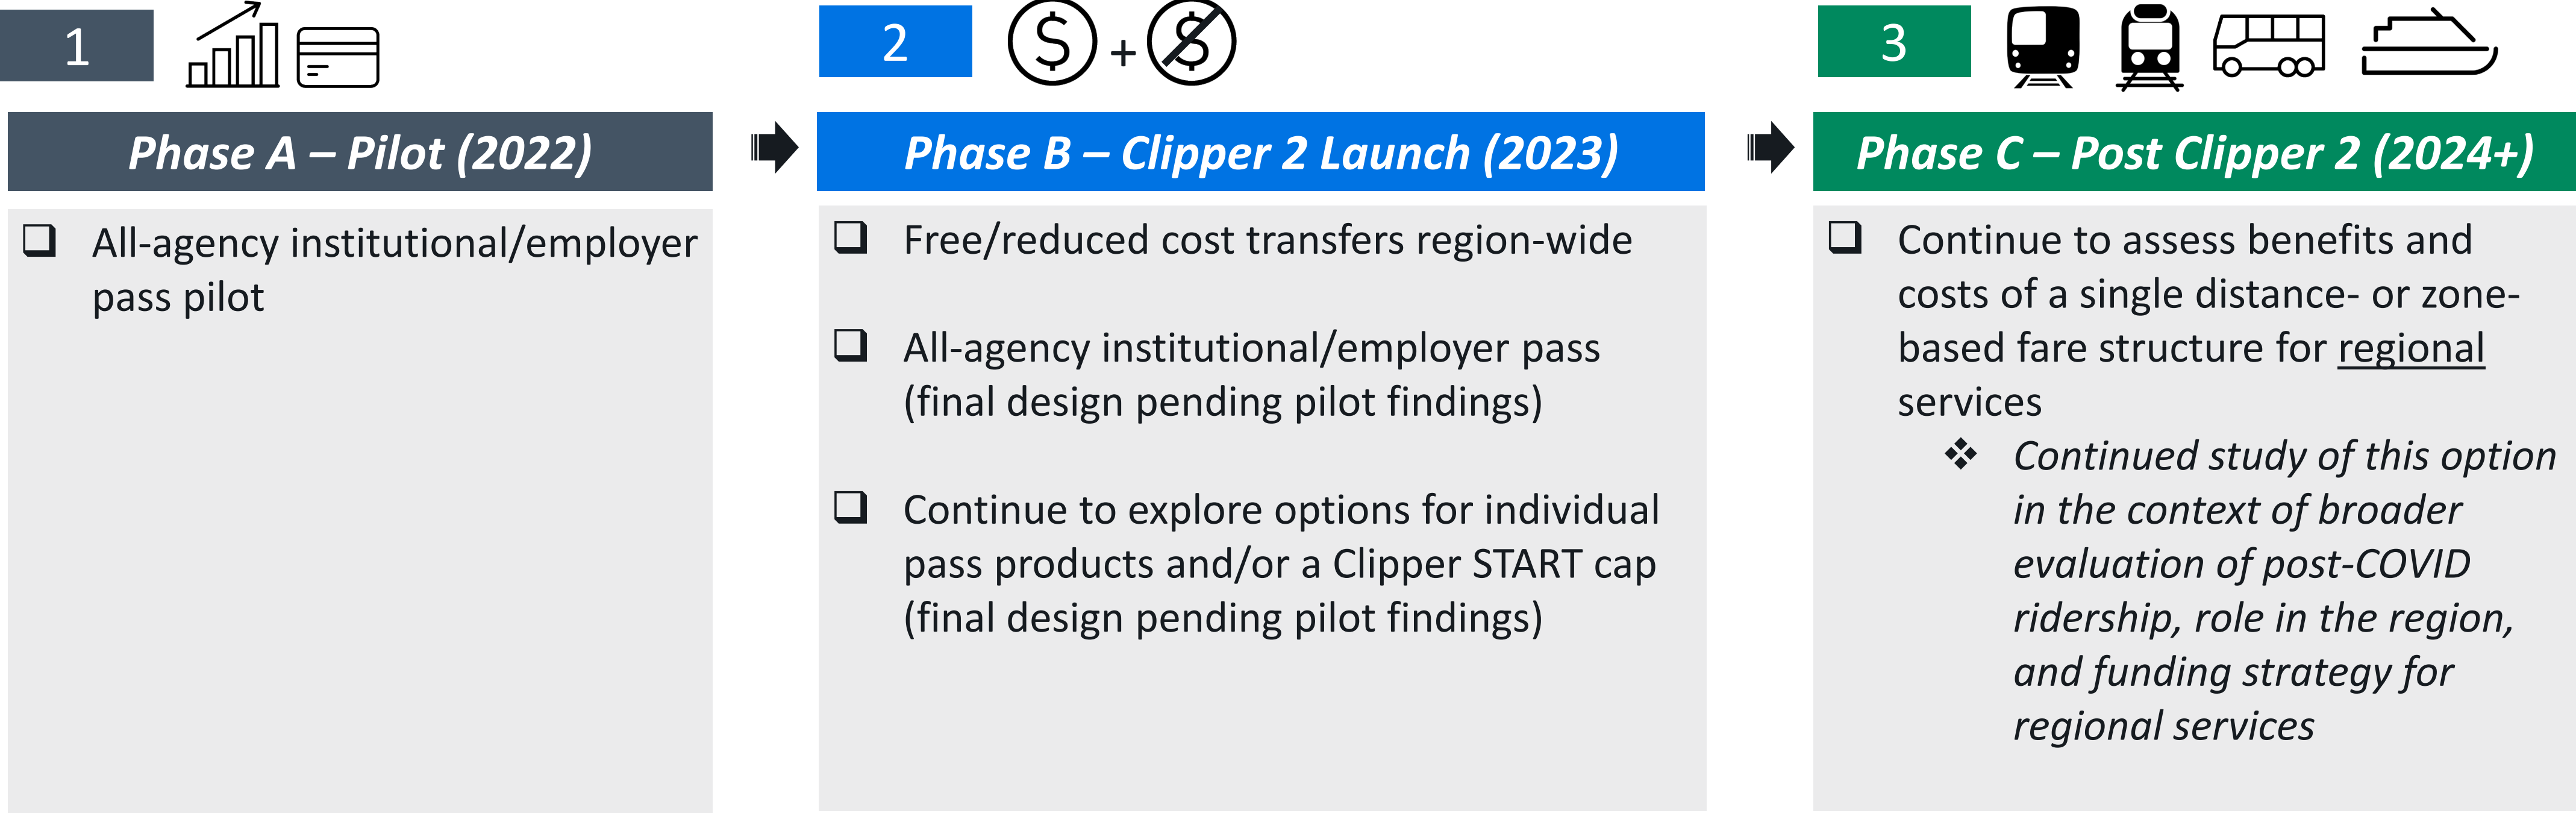 1
Phase A – Pilot (2022)
All-agency institutional/employer
pass pilot
2
Phase B – Clipper 2 Launch (2023)
Free/reduced cost transfers region-wide
All-agency institutional/employer pass
(final design pending pilot findings)
Continue to explore options for individual
pass products and/or a Clipper START cap
(final design pending pilot findings)
3
Phase C – Post Clipper 2 (2024+)
Continue to assess benefits and
costs of a single distance- or zone-
based fare structure for regional
services
Continued study of this option
in the context of broader
evaluation of post-COVID
ridership, role in the region,
and funding strategy for
regional services